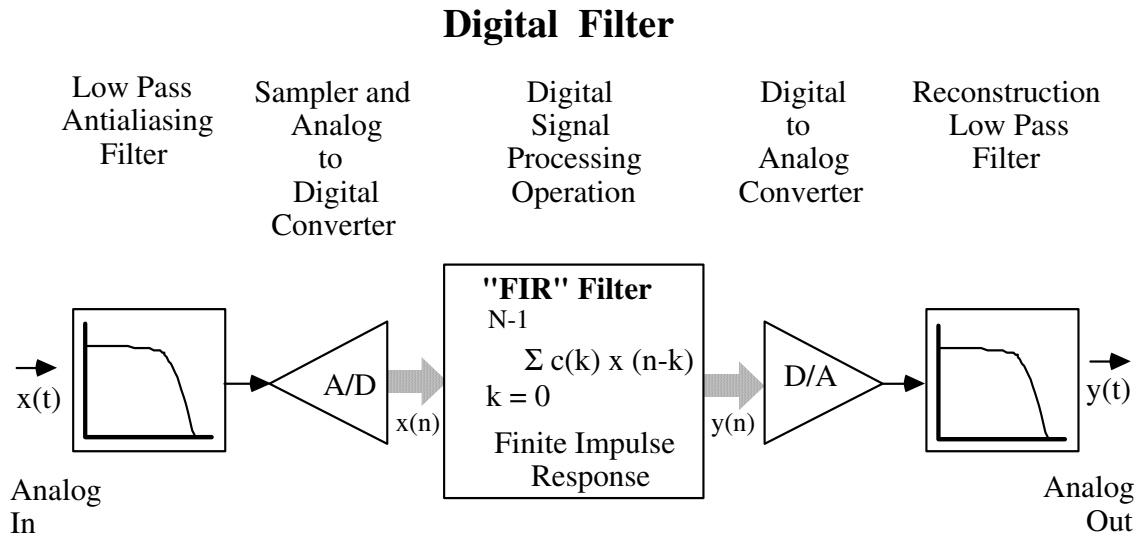 Digital Filter
Low Pass
Antialiasing
Filter
Sampler and
Analog
to
Digital
Converter
Digital
Signal
Processing
Operation
Digital
to
Analog
Converter
Reconstruction
Low Pass
Filter
x(t)
Analog
In
A/D
x(n)
"FIR" Filter
N-1
Σ c(k) x (n-k)
k = 0
Finite Impulse
Response
y(n)
D/A
y(t)
Analog
Out